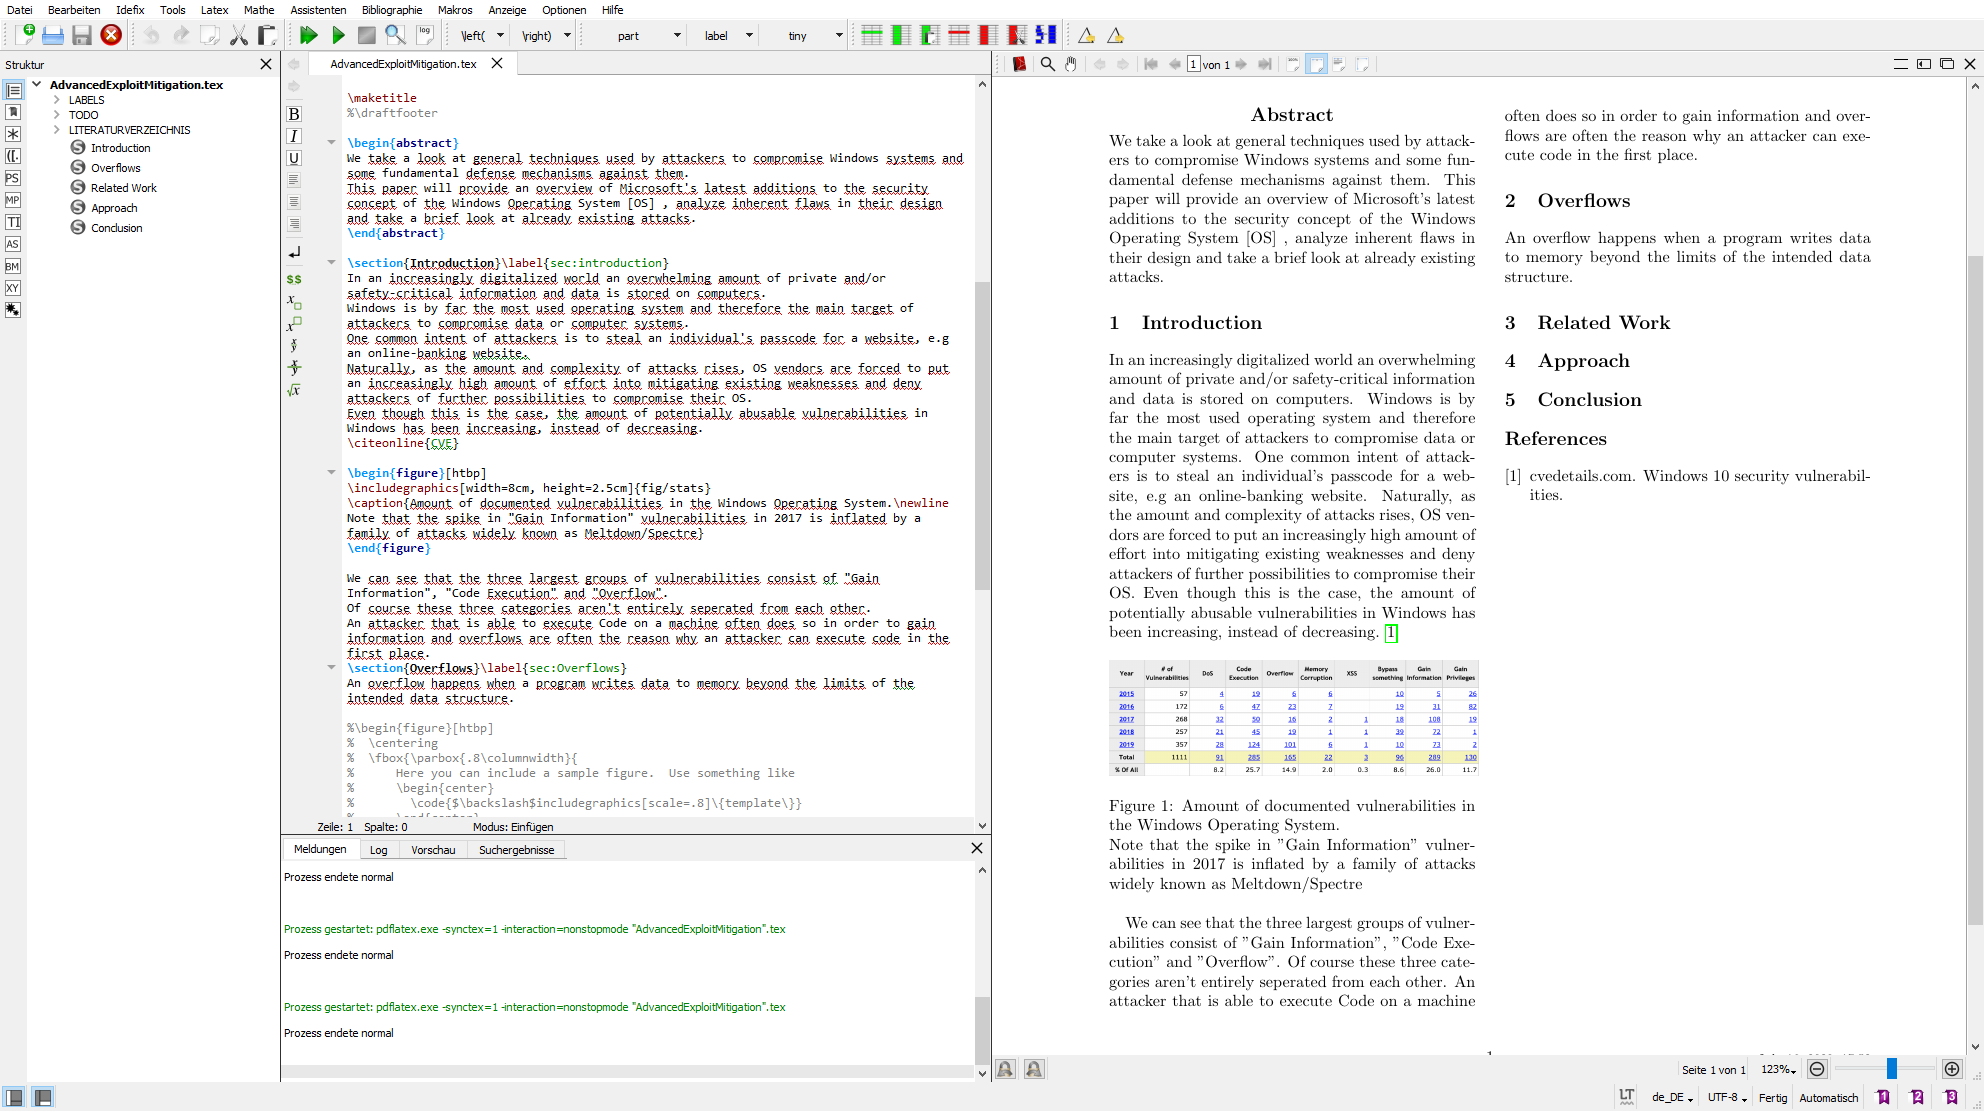 Datei Bearbeiten Idefix Tools Latex Mathe Assistenten Bibliographie Makros Anzeige Optionen Hilfe
log \left( \right) part label tiny
Struktur
AdvancedExploitMitigation.tex
LABELS
TODO
LITERATURVERZEICHNIS
Introduction
Overflows
Related Work
Approach
Conclusion
PS
MP
TI
AS
BM
XY
AdvancedExploitMitigation.tex
B
I
U
\maketitle
%\draftfooter
\begin{abstract}
We take a look at general techniques used by attackers to compromise Windows systems and
some fundamental defense mechanisms against them.
This paper will provide an overview of Microsoft's latest additions to the security
concept of the Windows Operating System [OS] , analyze inherent flaws in their design
and take a brief look at already existing attacks.
\end{abstract}
\section{Introduction}\label{sec:introduction}
In an increasingly digitalized world an overwhelming amount of private and/or
safety-critical information and data is stored on computers.
Windows is by far the most used operating system and therefore the main target of
attackers to compromise data or computer systems.
One common intent of attackers is to steal an individual's passcode for a website, e.g
an online-banking website.
Naturally, as the amount and complexity of attacks rises, OS vendors are forced to put
an increasingly high amount of effort into mitigating existing weaknesses and deny
attackers of further possibilities to compromise their OS.
Even though this is the case, the amount of potentially abusable vulnerabilities in
Windows has been increasing, instead of decreasing.
\citeonline{CVE}
\begin{figure}[htbp]
\includegraphics[width=8cm, height=2.5cm]{fig/stats}
\caption{Amount of documented vulnerabilities in the Windows Operating System.\newline
Note that the spike in "Gain Information" vulnerabilities in 2017 is inflated by a
family of attacks widely known as Meltdown/Spectre}
\end{figure}
We can see that the three largest groups of vulnerabilities consist of "Gain
Information", "Code Execution" and "Overflow".
Of course these three categories aren't entirely seperated from each other.
An attacker that is able to execute Code on a machine often does so in order to gain
information and overflows are often the reason why an attacker can execute code in the
first place.
\section{Overflows}\label{sec:Overflows}
An overflow happens when a program writes data to memory beyond the limits of the
intended data structure.
%\begin{figure}[htbp]
% \centering
% \fbox{\parbox{.8\columnwidth}{
% Here you can include a sample figure. Use something like
% \begin{center}
% \code{$\backslash$includegraphics[scale=.8]\{template\}}
% \end{center}
Zeile: 1 Spalte: 0 Modus: Einfügen
Meldungen Log Vorschau Suchergebnisse
Prozess endete normal
Prozess gestartet: pdflatex.exe -synctex=1 -interaction=nonstopmode "AdvancedExploitMitigation".tex
Prozess endete normal
Prozess gestartet: pdflatex.exe -synctex=1 -interaction=nonstopmode "AdvancedExploitMitigation".tex
Prozess endete normal
1 von 1
Abstract
We take a look at general techniques used by attack-
ers to compromise Windows systems and some fun-
damental defense mechanisms against them. This
paper will provide an overview of Microsoft's latest
additions to the security concept of the Windows
Operating System [OS] , analyze inherent flaws in
their design and take a brief look at already existing
attacks.
1 Introduction
In an increasingly digitalized world an overwhelming
amount of private and/or safety-critical information
and data is stored on computers. Windows is by
far the most used operating system and therefore
the main target of attackers to compromise data or
computer systems. One common intent of attack-
ers is to steal an individual's passcode for a web-
site, e.g an online-banking website. Naturally, as
the amount and complexity of attacks rises, OS ven-
dors are forced to put an increasingly high amount of
effort into mitigating existing weaknesses and deny
attackers of further possibilities to compromise their
OS. Even though this is the case, the amount of
potentially abusable vulnerabilities in Windows has
been increasing, instead of decreasing. [1]
Year # of Vulnerabilities DoS Code Execution Overflow Memory Corruption XSS Bypass something Gain Information Gain Privileges
2015 57 4 19 6 6 10 5 26
2016 172 6 47 23 7 19 31 82
2017 268 32 50 16 2 1 18 108 19
2018 257 21 45 19 1 1 39 72 1
2019 357 28 124 101 6 1 10 73 2
Total 1111 91 285 165 22 3 96 289 130
% Of All 8.2 25.7 14.9 2.0 0.3 8.6 26.0 11.7
Figure 1: Amount of documented vulnerabilities in
the Windows Operating System.
Note that the spike in "Gain Information" vulner-
abilities in 2017 is inflated by a family of attacks
widely known as Meltdown/Spectre
We can see that the three largest groups of vulner-
abilities consist of "Gain Information", "Code Exe-
cution" and "Overflow". Of course these three cate-
gories aren't entirely seperated from each other. An
attacker that is able to execute Code on a machine
often does so in order to gain information and over-
flows are often the reason why an attacker can exe-
cute code in the first place.
2 Overflows
An overflow happens when a program writes data
to memory beyond the limits of the intended data
structure.
3 Related Work
4 Approach
5 Conclusion
References
[1] cvedetails.com. Windows 10 security vulnerabil-
ities.
Seite 1 von 1 123%
LT de_DE UTF-8 Fertig Automatisch 1 2 3